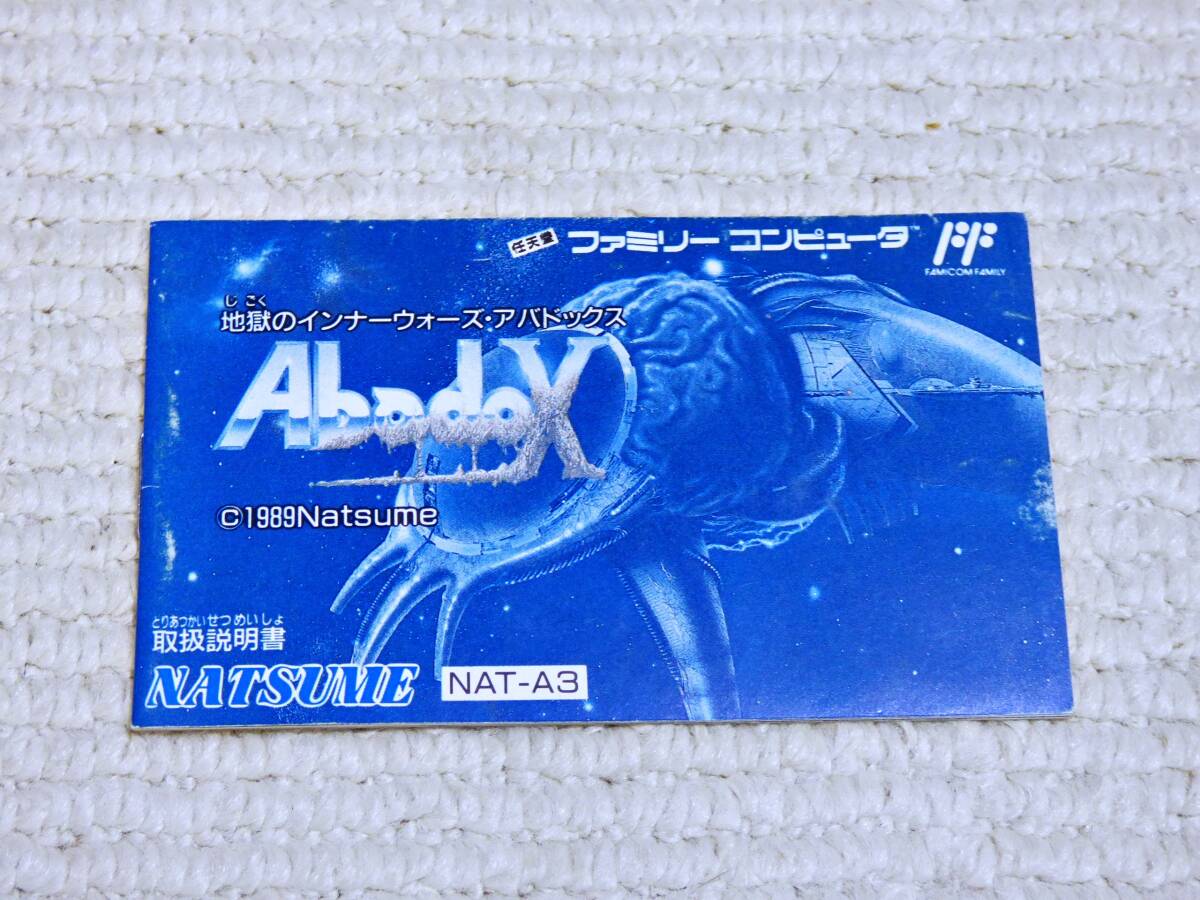 任天堂 ファミリー コンピュータ™
FAMICOM FAMILY
じごく
地獄のインナーウォーズ・アバドックス
AbadoX
©1989Natsume
とりあつかいせつめいしょ
取扱説明書
NATSUME NAT-A3